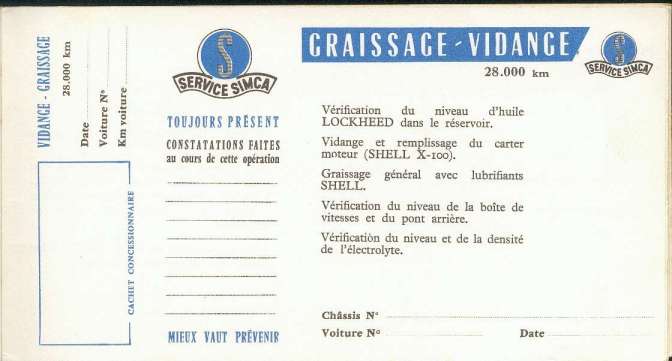 VIDANGE - GRAISSAGE
28.000 km
Date
Voiture N°
Km voiture
CACHET CONCESSIONNAIRE
S
SERVICE SIMCA
TOUJOURS PRÉSENT
CONSTATATIONS FAITES
au cours de cette opération
MIEUX VAUT PRÉVENIR
GRAISSAGE - VIDANGE
28.000 km
S
SERVICE SIMCA
Vérification du niveau d'huile
LOCKHEED dans le réservoir.
Vidange et remplissage du carter
moteur (SHELL X-100).
Graissage général avec lubrifiants
SHELL.
Vérification du niveau de la boîte de
vitesses et du pont arrière.
Vérification du niveau et de la densité
de l'électrolyte.
Châssis N°
Voiture N° Date